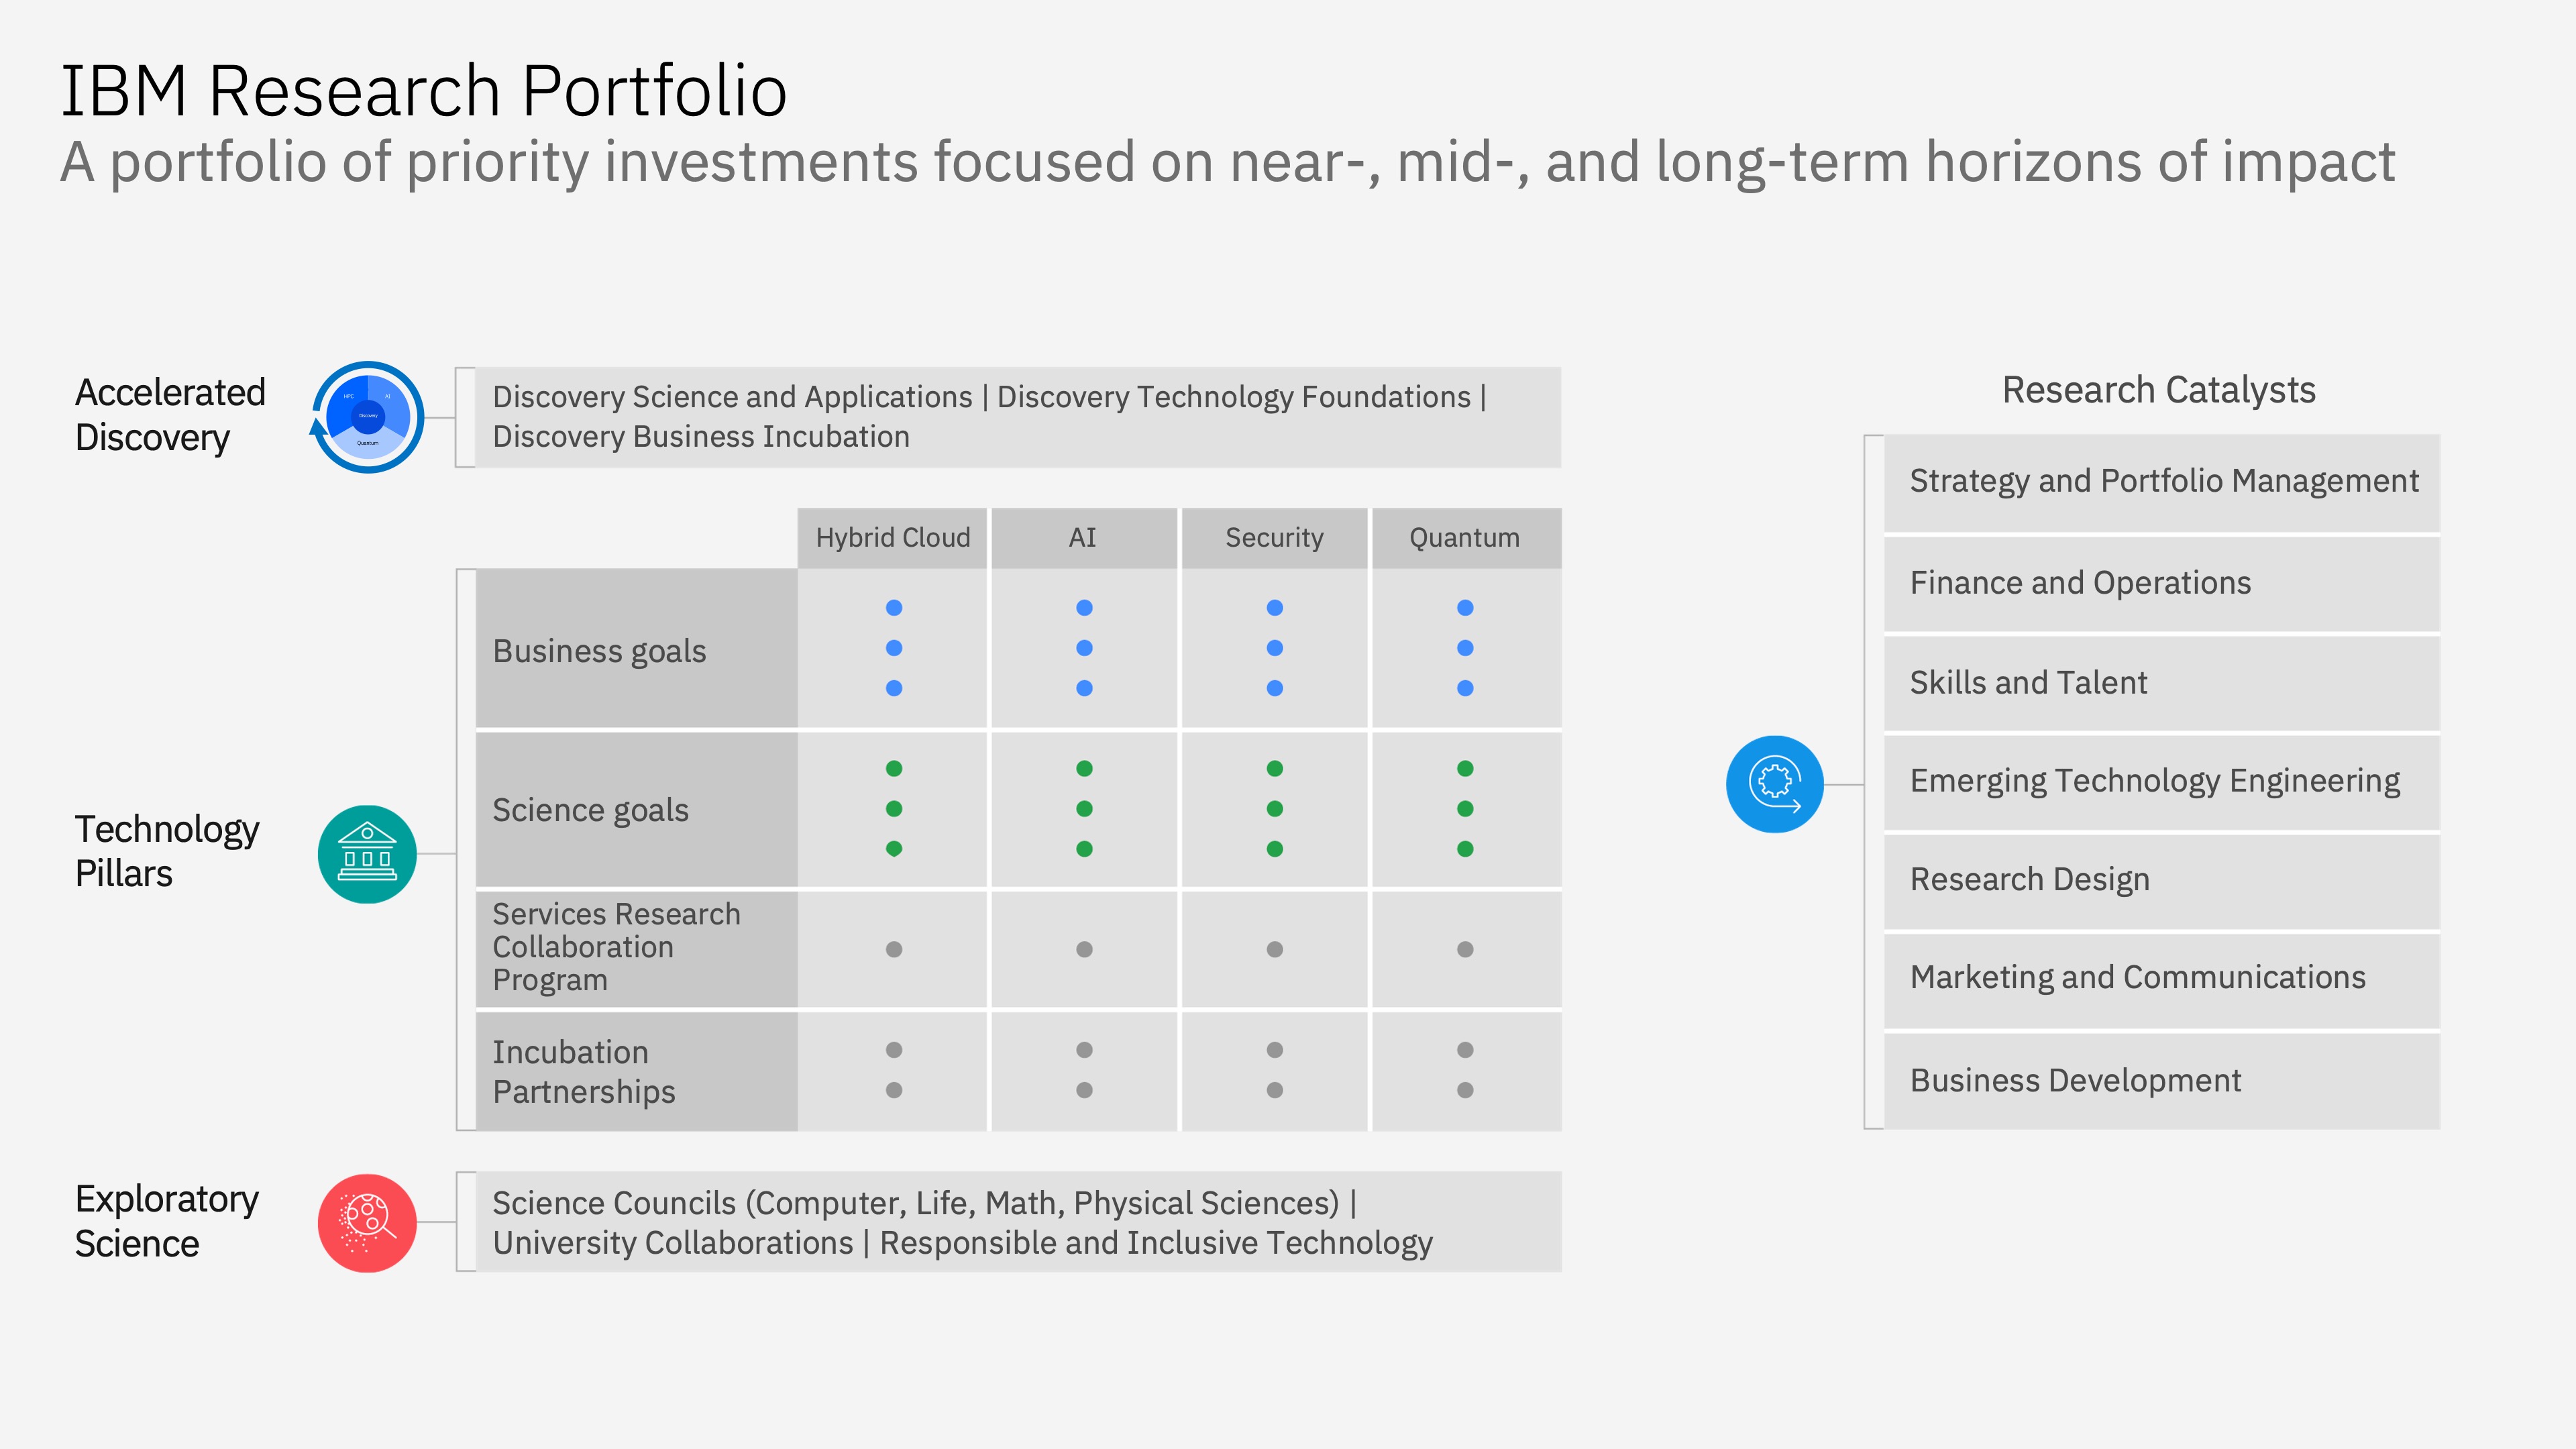 IBM Research Portfolio
A portfolio of priority investments focused on near-, mid-, and long-term horizons of impact
Accelerated
Discovery
HPC
AI
Discovery
Quantum
Discovery Science and Applications | Discovery Technology Foundations |
Discovery Business Incubation
Hybrid Cloud
AI
Security
Quantum
Technology
Pillars
Business goals
Science goals
Services Research
Collaboration
Program
Incubation
Partnerships
Exploratory
Science
Science Councils (Computer, Life, Math, Physical Sciences) |
University Collaborations | Responsible and Inclusive Technology
Research Catalysts
Strategy and Portfolio Management
Finance and Operations
Skills and Talent
Emerging Technology Engineering
Research Design
Marketing and Communications
Business Development